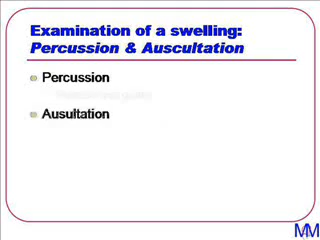 Examination of a swelling:
Percussion & Auscultation
Percussion
Ausultation
MM